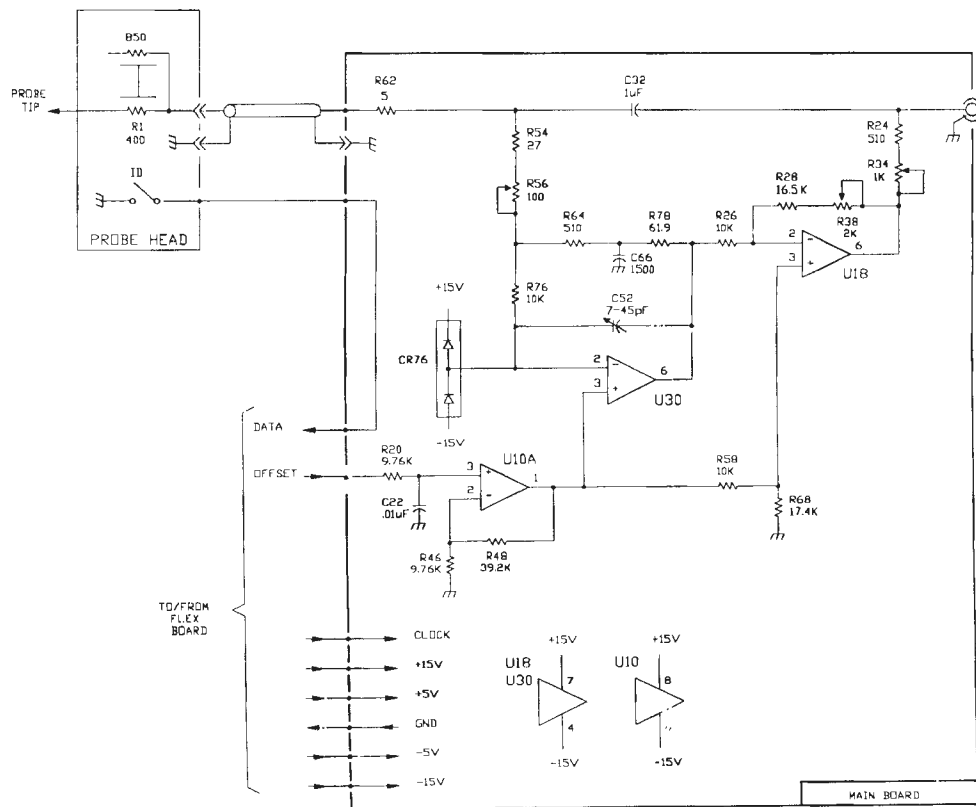 850
PROBE TIP
R1
400
ID
PROBE HEAD
R62
5
C32
1uF
R54
27
R56
100
R24
510
R34
1K
R28
16.5K
R38
2K
R64
510
R78
61.9
R26
10K
C66
1500
2
3
6
U18
R76
10K
C52
7-45pF
+15V
CR76
-15V
2
3
6
U30
DATA
OFFSET
R20
9.76K
C22
.01uF
U10A
3
2
1
R46
9.76K
R48
39.2K
R58
10K
R68
17.4K
TO/FROM
FLEX
BOARD
CLOCK
+15V
+5V
GND
-5V
-15V
U18
U30
+15V
7
4
-15V
U10
+15V
8
-15V
MAIN BOARD